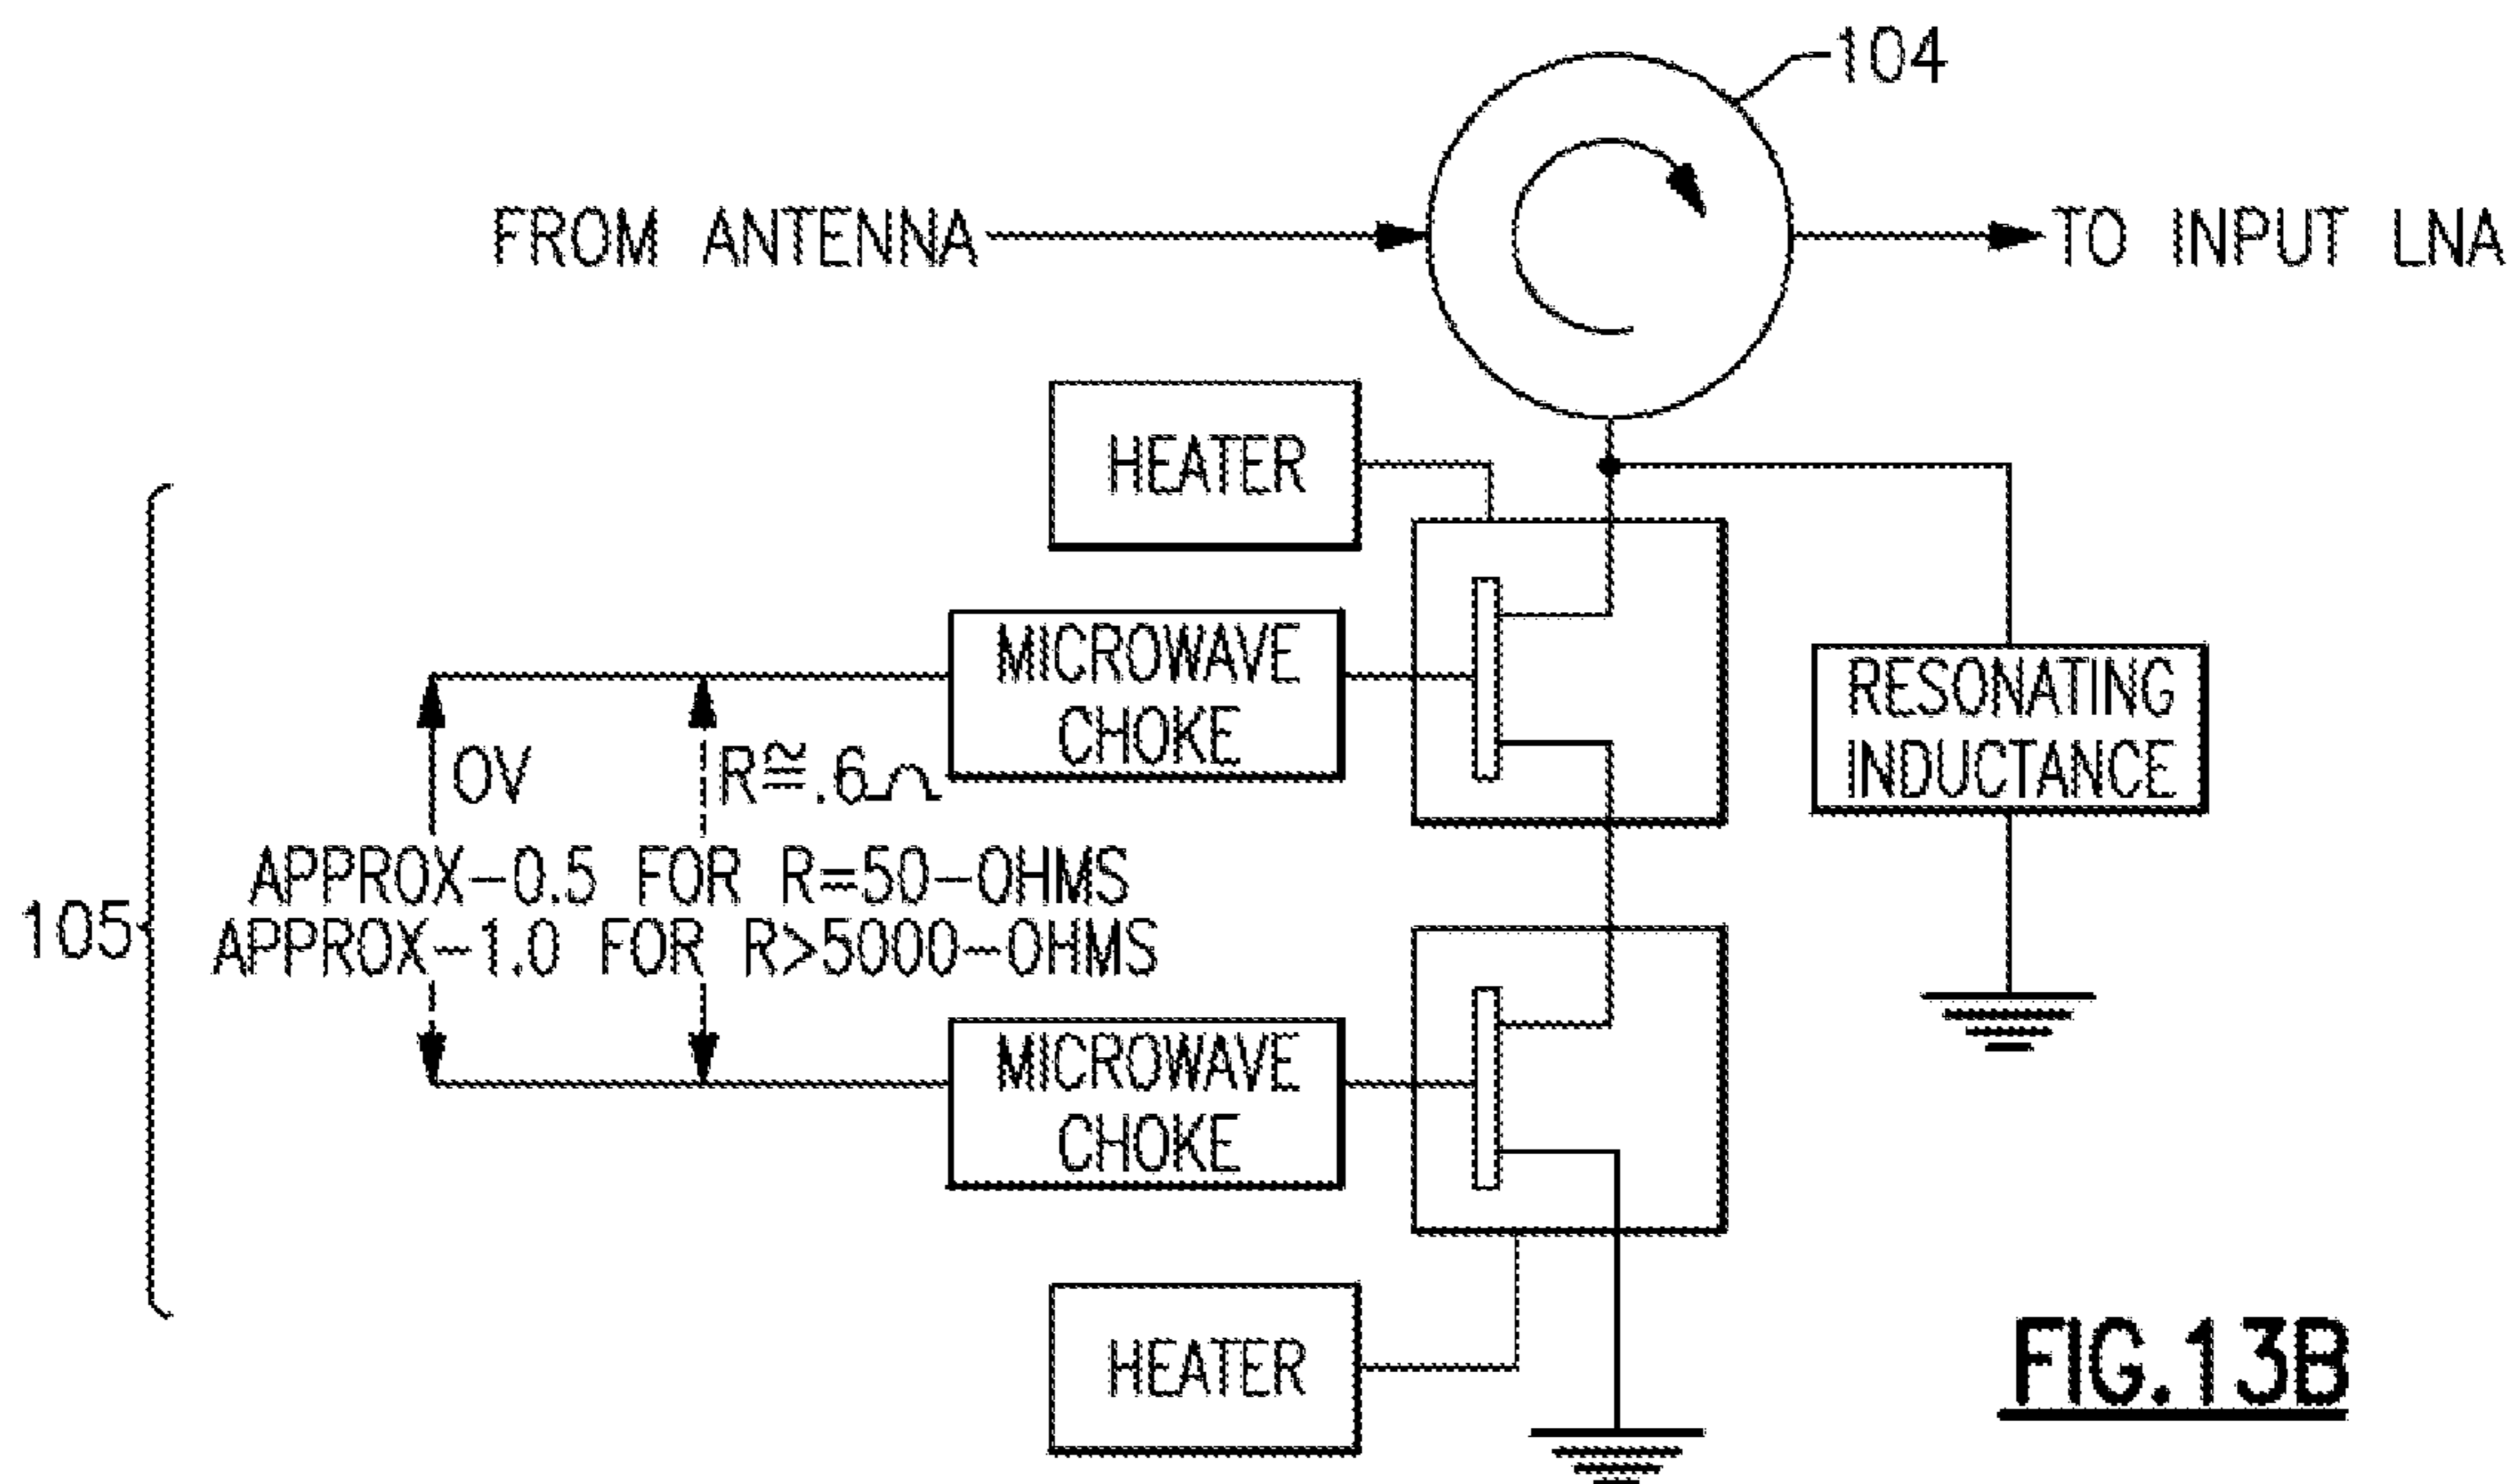 104
FROM ANTENNA
TO INPUT LNA
HEATER
MICROWAVE
CHOKE
RESONATING
INDUCTANCE
0V
R≅.6Ω
APPROX-0.5 FOR R=50-OHMS
APPROX-1.0 FOR R>5000-OHMS
105
MICROWAVE
CHOKE
HEATER
FIG.13B